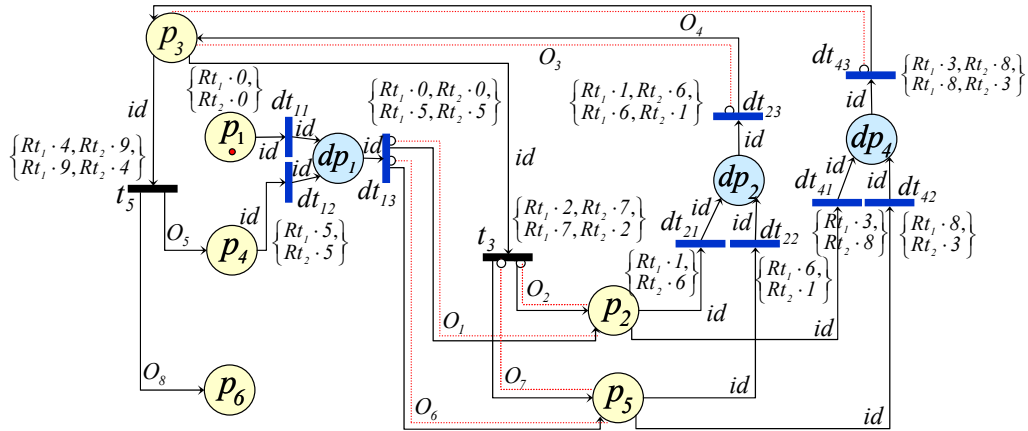 p₃
O₄
O₃
dt₄₃
{Rt₁ · 3, Rt₂ · 8,
Rt₁ · 8, Rt₂ · 3}
id
{Rt₁ · 0,
Rt₂ · 0}
{Rt₁ · 0, Rt₂ · 0,
Rt₁ · 5, Rt₂ · 5}
{Rt₁ · 1, Rt₂ · 6,
Rt₁ · 6, Rt₂ · 1}
dt₂₃
id
id
dt₁₁
p₁
id
id
dp₁
id
id
dp₄
{Rt₁ · 4, Rt₂ · 9,
Rt₁ · 9, Rt₂ · 4}
t₅
id
dt₁₂
dt₁₃
id
dp₂
id
id
dt₄₁
dt₄₂
O₅
p₄
id
{Rt₁ · 5,
Rt₂ · 5}
{Rt₁ · 2, Rt₂ · 7,
Rt₁ · 7, Rt₂ · 2}
t₃
id
id
dt₂₁
dt₂₂
{Rt₁ · 3,
Rt₂ · 8}
{Rt₁ · 8,
Rt₂ · 3}
{Rt₁ · 1,
Rt₂ · 6}
{Rt₁ · 6,
Rt₂ · 1}
O₂
p₂
id
O₁
id
O₈
p₆
O₇
p₅
id
O₆
id